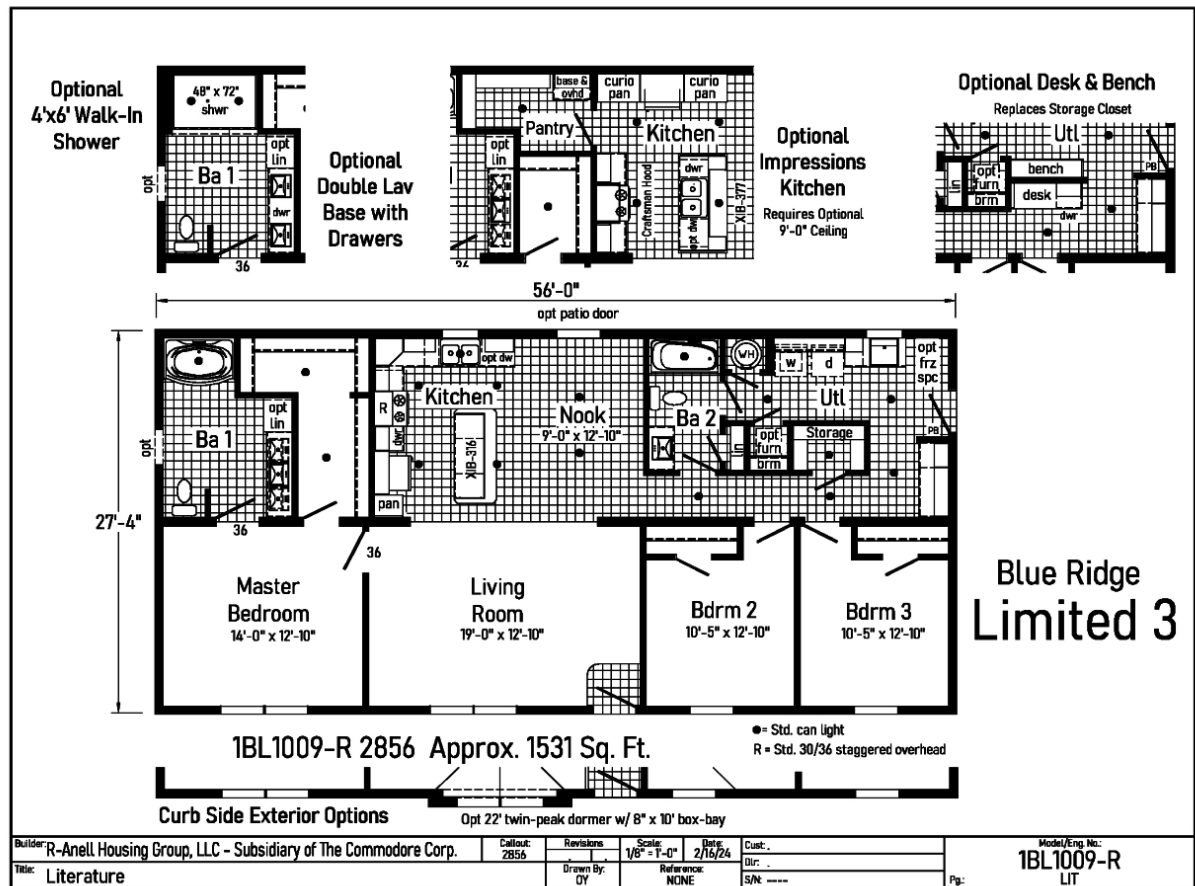 Optional
4'x6' Walk-In
Shower
48" x 72"
shwr
opt
lin
Ba 1
dwr
opt
36
Optional
Double Lav
Base with
Drawers
base &
ovhd
curio
pan
curio
pan
Pantry
Kitchen
opt
lin
dwr
opt dw
Craftsman Hood
XIB-377
36
Optional
Impressions
Kitchen
Requires Optional
9'-0" Ceiling
Optional Desk & Bench
Replaces Storage Closet
Utl
lin
opt
furn
brm
bench
desk
dwr
PB
56'-0"
opt patio door
27'-4"
opt
Ba 1
opt
lin
36
36
R
dwr
pan
Kitchen
opt dw
XIB-316
Nook
9'-0" x 12'-10"
Ba 2
WH
w
d
Utl
opt
frz
spc
PB
lin
opt
furn
brm
Storage
Master
Bedroom
14'-0" x 12'-10"
Living
Room
19'-0" x 12'-10"
Bdrm 2
10'-5" x 12'-10"
Bdrm 3
10'-5" x 12'-10"
Blue Ridge
Limited 3
1BL1009-R 2856 Approx. 1531 Sq. Ft.
●= Std. can light
R = Std. 30/36 staggered overhead
Curb Side Exterior Options
Opt 22' twin-peak dormer w/ 8" x 10' box-bay
Builder: R-Anell Housing Group, LLC - Subsidiary of The Commodore Corp.
Title: Literature
Callout:
2856
Revisions
Drawn By:
OY
Scale:
1/8" = 1'-0"
Date:
2/16/24
Reference:
NONE
Cust: .
Dlr: .
S/N: ----
Model/Eng. No.:
1BL1009-R
Pg.: LIT